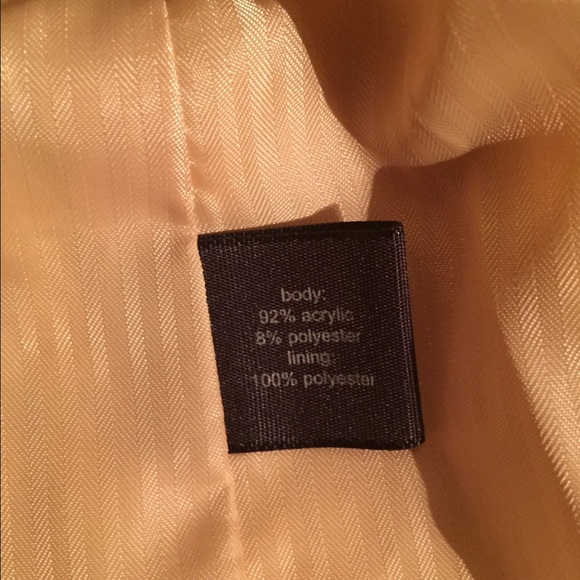 body:
92% acrylic
8% polyester
lining:
100% polyester